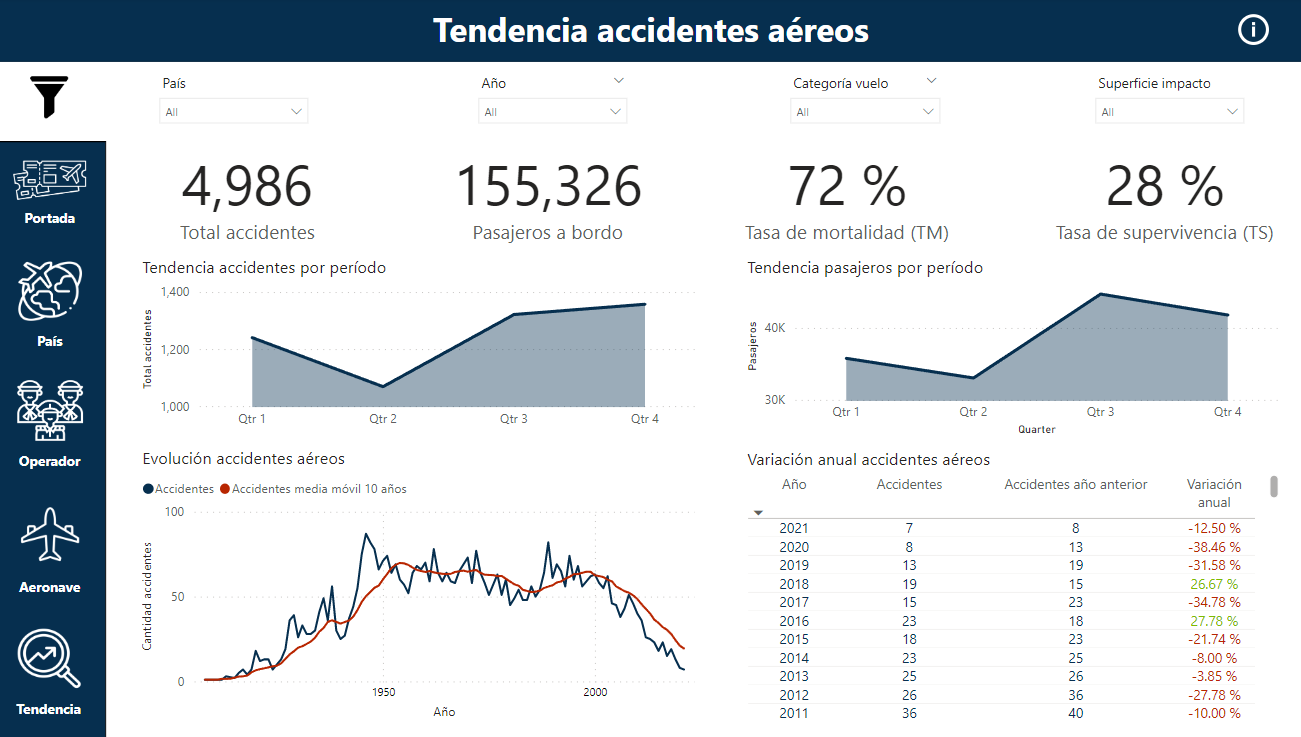 Tendencia accidentes aéreos
País
Año
Categoría vuelo
Superficie impacto
All
All
All
All
Portada
País
Operador
Aeronave
Tendencia
4,986
Total accidentes
155,326
Pasajeros a bordo
72 %
Tasa de mortalidad (TM)
28 %
Tasa de supervivencia (TS)
Tendencia accidentes por período
Total accidentes
1,400
1,200
1,000
Qtr 1 Qtr 2 Qtr 3 Qtr 4
Tendencia pasajeros por período
Pasajeros
40K
30K
Qtr 1 Qtr 2 Qtr 3 Qtr 4
Quarter
Evolución accidentes aéreos
Accidentes Accidentes media móvil 10 años
Cantidad accidentes
100
50
0
1950 2000
Año
Variación anual accidentes aéreos
Año Accidentes Accidentes año anterior Variación anual
2021 7 8 -12.50 %
2020 8 13 -38.46 %
2019 13 19 -31.58 %
2018 19 15 26.67 %
2017 15 23 -34.78 %
2016 23 18 27.78 %
2015 18 23 -21.74 %
2014 23 25 -8.00 %
2013 25 26 -3.85 %
2012 26 36 -27.78 %
2011 36 40 -10.00 %